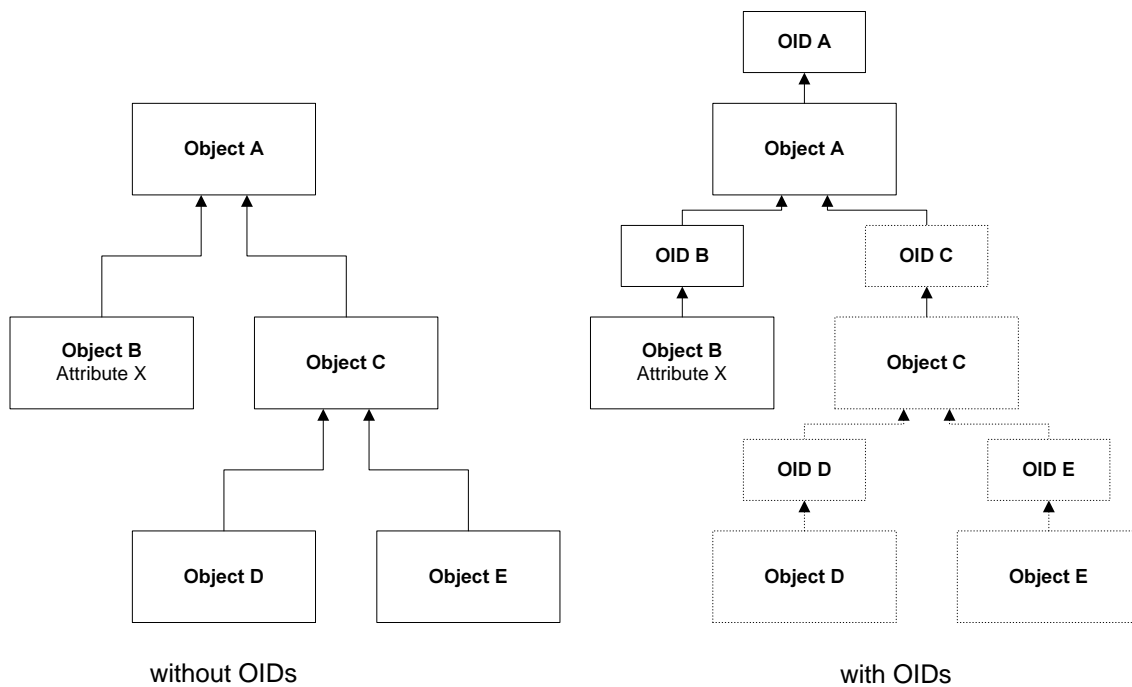 Object A
Object B
Attribute X
Object C
Object D
Object E
without OIDs
OID A
Object A
OID B
OID C
Object B
Attribute X
Object C
OID D
OID E
Object D
Object E
with OIDs